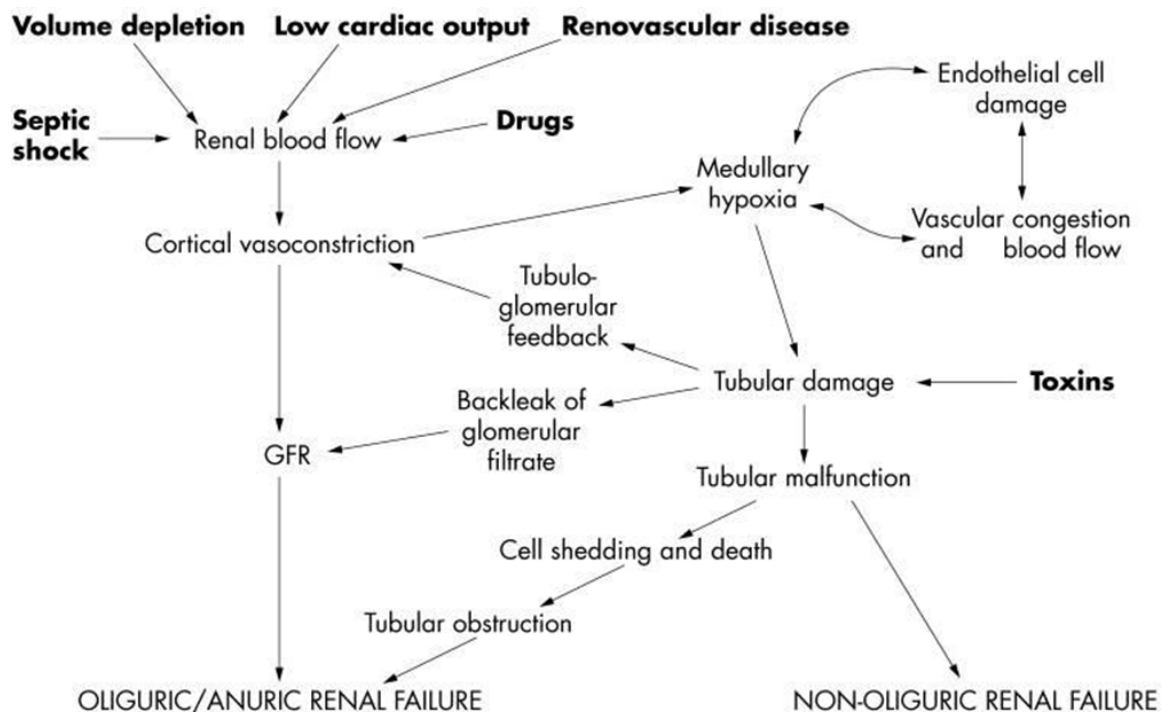 Volume depletion
Low cardiac output
Renovascular disease
Endothelial cell
damage
Septic
shock
Renal blood flow
Drugs
Medullary
hypoxia
Vascular congestion
and blood flow
Cortical vasoconstriction
Tubulo-
glomerular
feedback
Tubular damage
Toxins
Backleak of
glomerular
filtrate
GFR
Tubular malfunction
Cell shedding and death
Tubular obstruction
OLIGURIC/ANURIC RENAL FAILURE
NON-OLIGURIC RENAL FAILURE